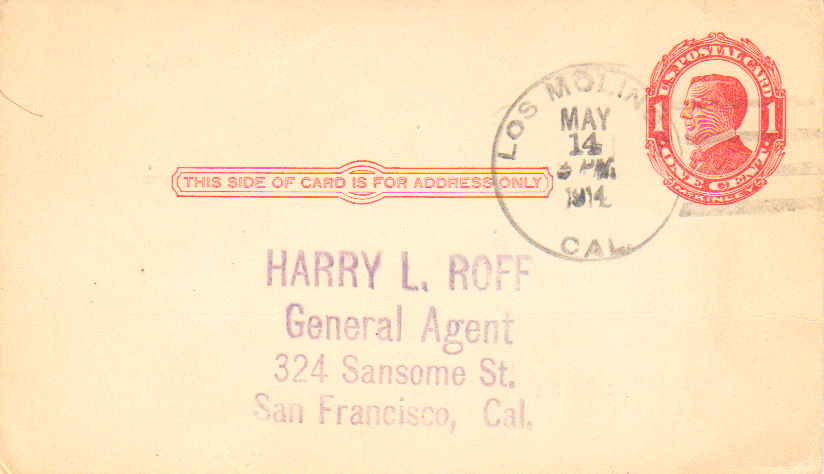 U.S. POSTAL CARD
1 1
ONE CENT
McKINLEY
LOS MOLIN
MAY
14
1914
CAL.
THIS SIDE OF CARD IS FOR ADDRESS ONLY
HARRY L. ROFF
General Agent
324 Sansome St.
San Francisco, Cal.